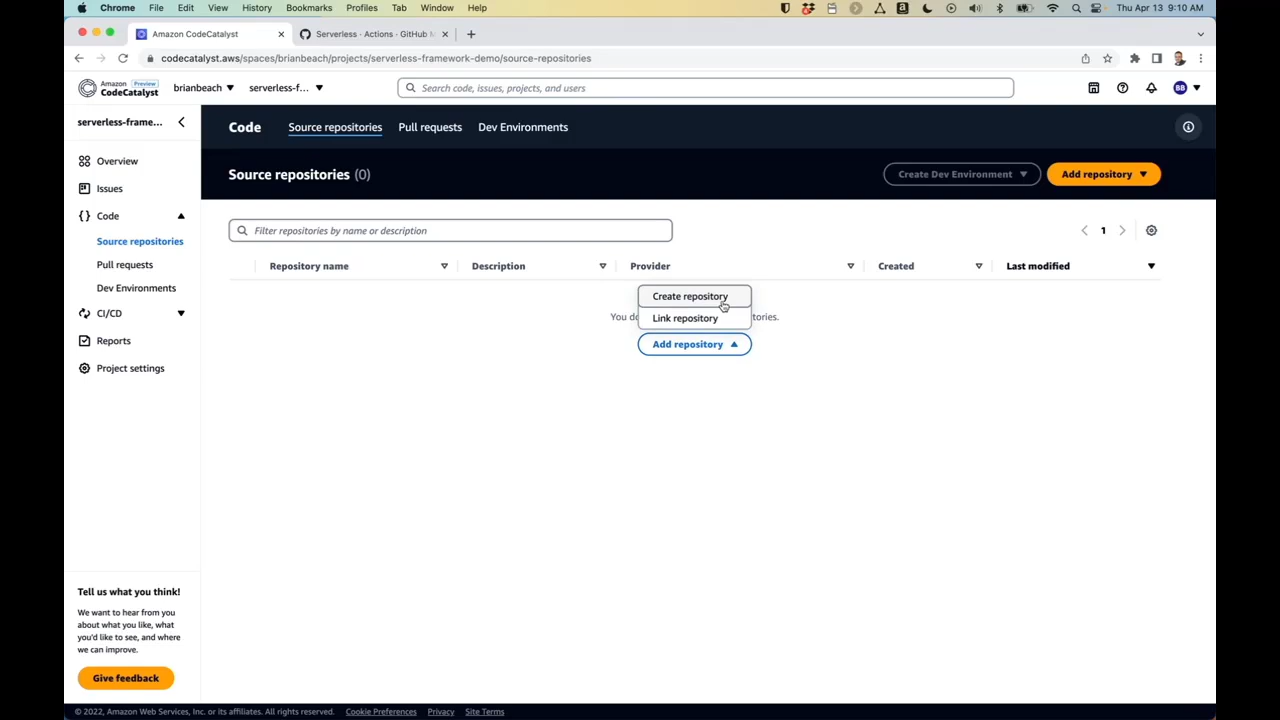 Chrome File Edit View History Bookmarks Profiles Tab Window Help Thu Apr 13 9:10 AM
Amazon CodeCatalyst Serverless · Actions · GitHub
codecatalyst.aws/spaces/brianbeach/projects/serverless-framework-demo/source-repositories
Amazon Preview
CodeCatalyst
brianbeach serverless-f... Search code, issues, projects, and users BB
serverless-frame...
Code Source repositories Pull requests Dev Environments
Overview
Issues
Code
Source repositories
Pull requests
Dev Environments
CI/CD
Reports
Project settings
Source repositories (0) Create Dev Environment Add repository
Filter repositories by name or description 1
Repository name Description Provider Created Last modified
Create repository
You do tories.
Link repository
Add repository
Tell us what you think!
We want to hear from you
about what you like, what
you'd like to see, and where
we can improve.
Give feedback
© 2022, Amazon Web Services, Inc. or its affiliates. All rights reserved. Cookie Preferences Privacy Site Terms